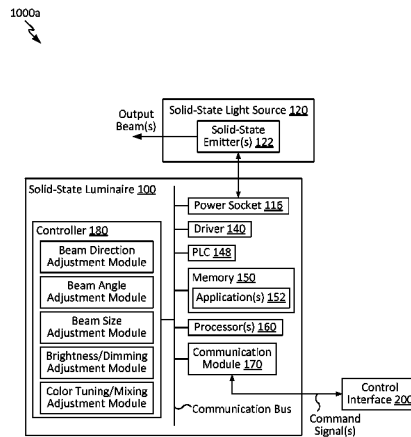 1000a
Solid-State Light Source 120
Output
Beam(s)
Solid-State
Emitter(s) 122
Solid-State Luminaire 100
Power Socket 116
Controller 180
Driver 140
Beam Direction
Adjustment Module
PLC 148
Memory 150
Beam Angle
Adjustment Module
Application(s) 152
Beam Size
Adjustment Module
Processor(s) 160
Brightness/Dimming
Adjustment Module
Communication
Module 170
Color Tuning/Mixing
Adjustment Module
Control
Interface 200
Communication Bus
Command
Signal(s)